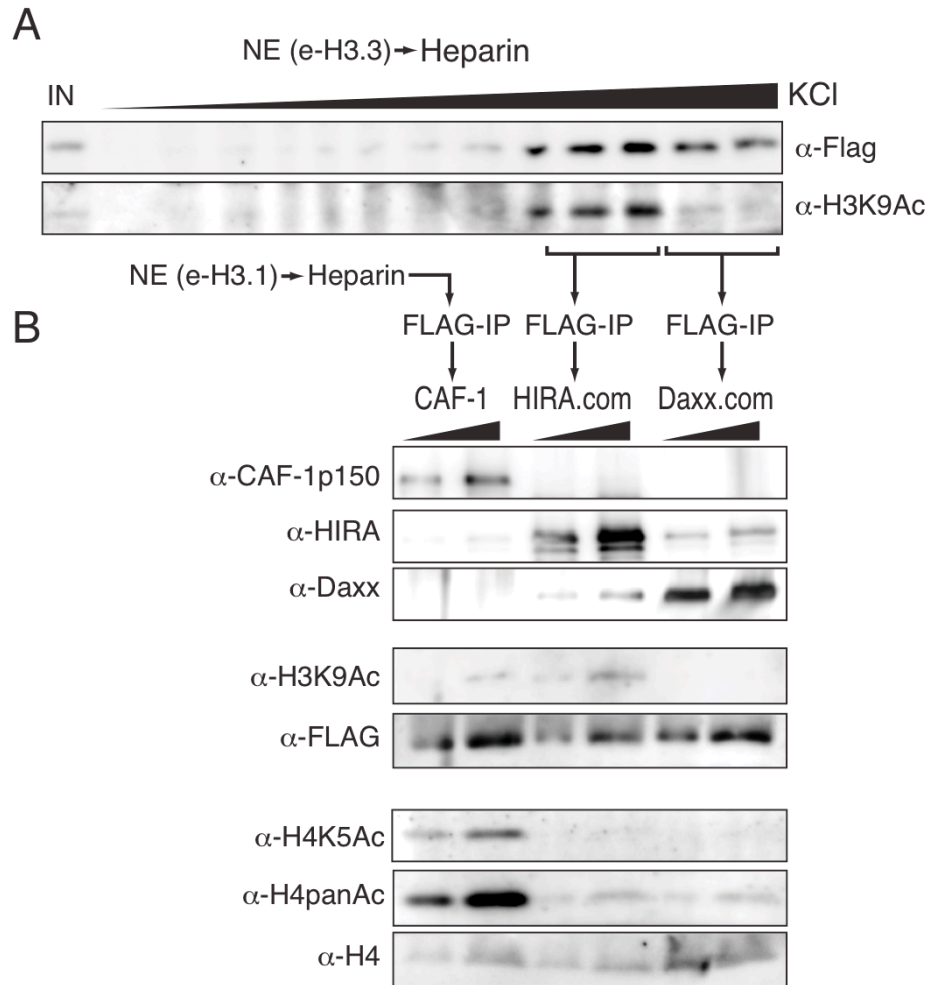 A
NE (e-H3.3) → Heparin
IN
KCl
α-Flag
α-H3K9Ac
NE (e-H3.1) → Heparin
B
FLAG-IP FLAG-IP FLAG-IP
CAF-1 HIRA.com Daxx.com
α-CAF-1p150
α-HIRA
α-Daxx
α-H3K9Ac
α-FLAG
α-H4K5Ac
α-H4panAc
α-H4